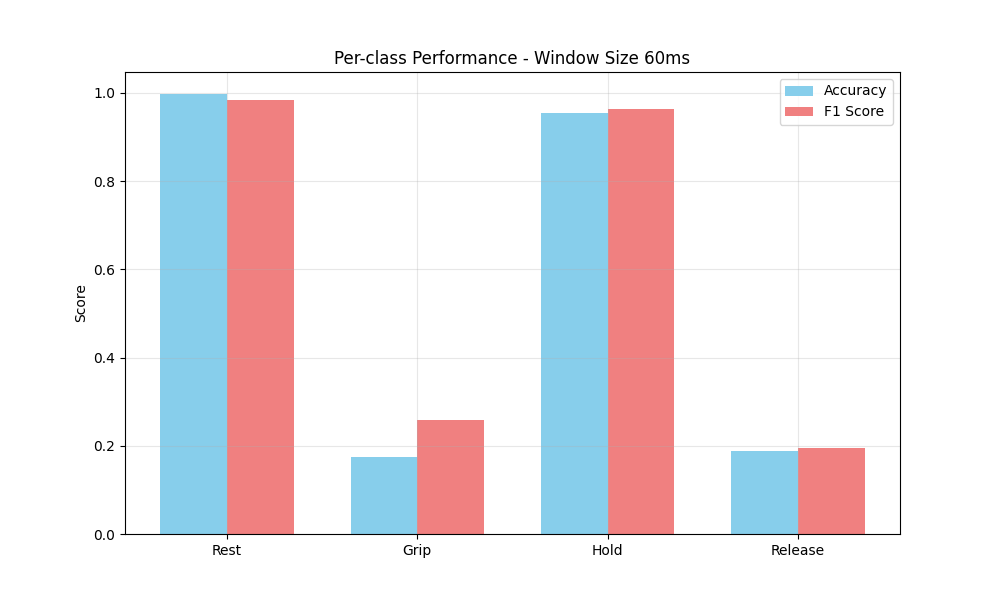 Per-class Performance - Window Size 60ms
Accuracy
F1 Score
1.0
0.8
0.6
0.4
0.2
0.0
Score
Rest
Grip
Hold
Release